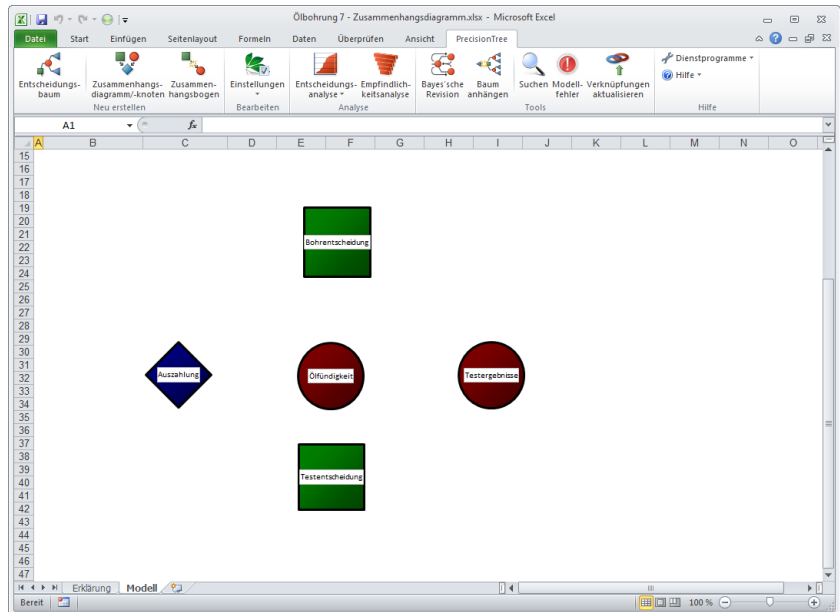 Ölbohrung 7 - Zusammenhangsdiagramm.xlsx - Microsoft Excel
Datei Start Einfügen Seitenlayout Formeln Daten Überprüfen Ansicht PrecisionTree
Entscheidungs-
baum
Zusammenhangs-
diagramm/-knoten
Zusammen-
hangsbogen
Neu erstellen
Einstellungen
Bearbeiten
Entscheidungs-
analyse
Empfindlich-
keitsanalyse
Analyse
Bayes'sche
Revision
Baum
anhängen
Suchen
Modell-
fehler
Verknüpfungen
aktualisieren
Tools
Dienstprogramme
Hilfe
Hilfe
A1 fx
A B C D E F G H I J K L M N O
15
16
17
18
19
20
21
22
23
24
25
26
27
28
29
30
31
32
33
34
35
36
37
38
39
40
41
42
43
44
45
46
47
Bohrentscheidung
Auszahlung Ölfündigkeit Testergebnisse
Testentscheidung
Erklärung Modell
Bereit 100 %